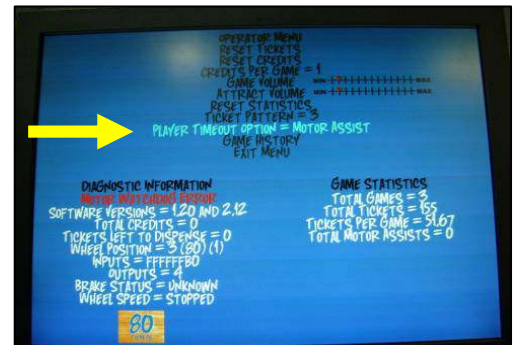 OPERATOR MENU
RESET TICKETS
RESET CREDITS
CREDITS PER GAME = 1
GAME VOLUME MIN MAX
ATTRACT VOLUME MIN MAX
RESET STATISTICS
TICKET PATTERN = 3
PLAYER TIMEOUT OPTION = MOTOR ASSIST
GAME HISTORY
EXIT MENU
DIAGNOSTIC INFORMATION
MOTOR WATCHDOG ERROR
SOFTWARE VERSIONS = 1.20 AND 2.12
TOTAL CREDITS = 0
TICKETS LEFT TO DISPENSE = 0
WHEEL POSITION = 3 (80) (1)
INPUTS = FFFFFFB0
OUTPUTS = 4
BRAKE STATUS = UNKNOWN
WHEEL SPEED = STOPPED
80
GAME STATISTICS
TOTAL GAMES = 3
TOTAL TICKETS = 155
TICKETS PER GAME = 51.67
TOTAL MOTOR ASSISTS = 0